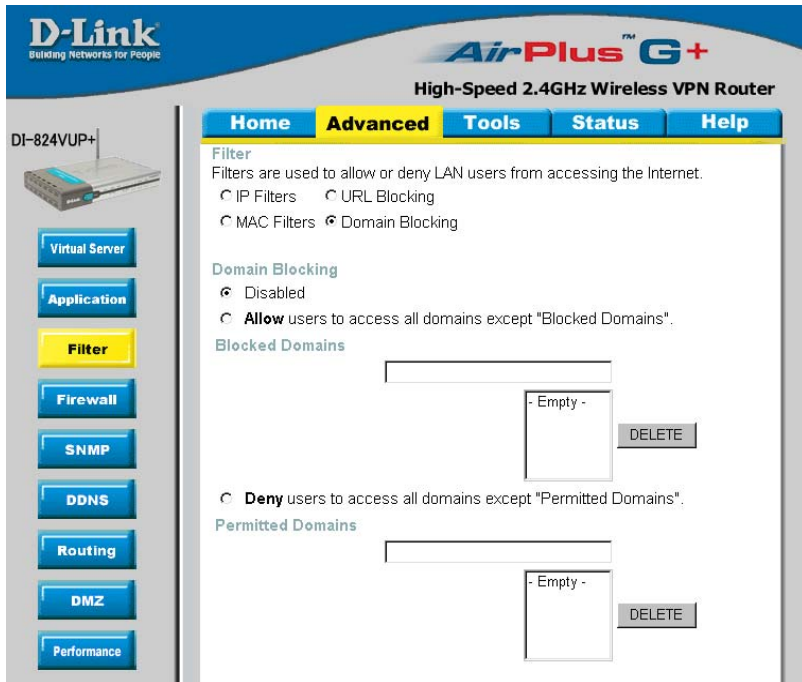 D-Link
Building Networks for People
AirPlus™ G+
High-Speed 2.4GHz Wireless VPN Router
DI-824VUP+
Home
Advanced
Tools
Status
Help
Virtual Server
Application
Filter
Firewall
SNMP
DDNS
Routing
DMZ
Performance
Filter
Filters are used to allow or deny LAN users from accessing the Internet.
IP Filters
URL Blocking
MAC Filters
Domain Blocking
Domain Blocking
Disabled
Allow users to access all domains except "Blocked Domains".
Blocked Domains
- Empty -
DELETE
Deny users to access all domains except "Permitted Domains".
Permitted Domains
- Empty -
DELETE